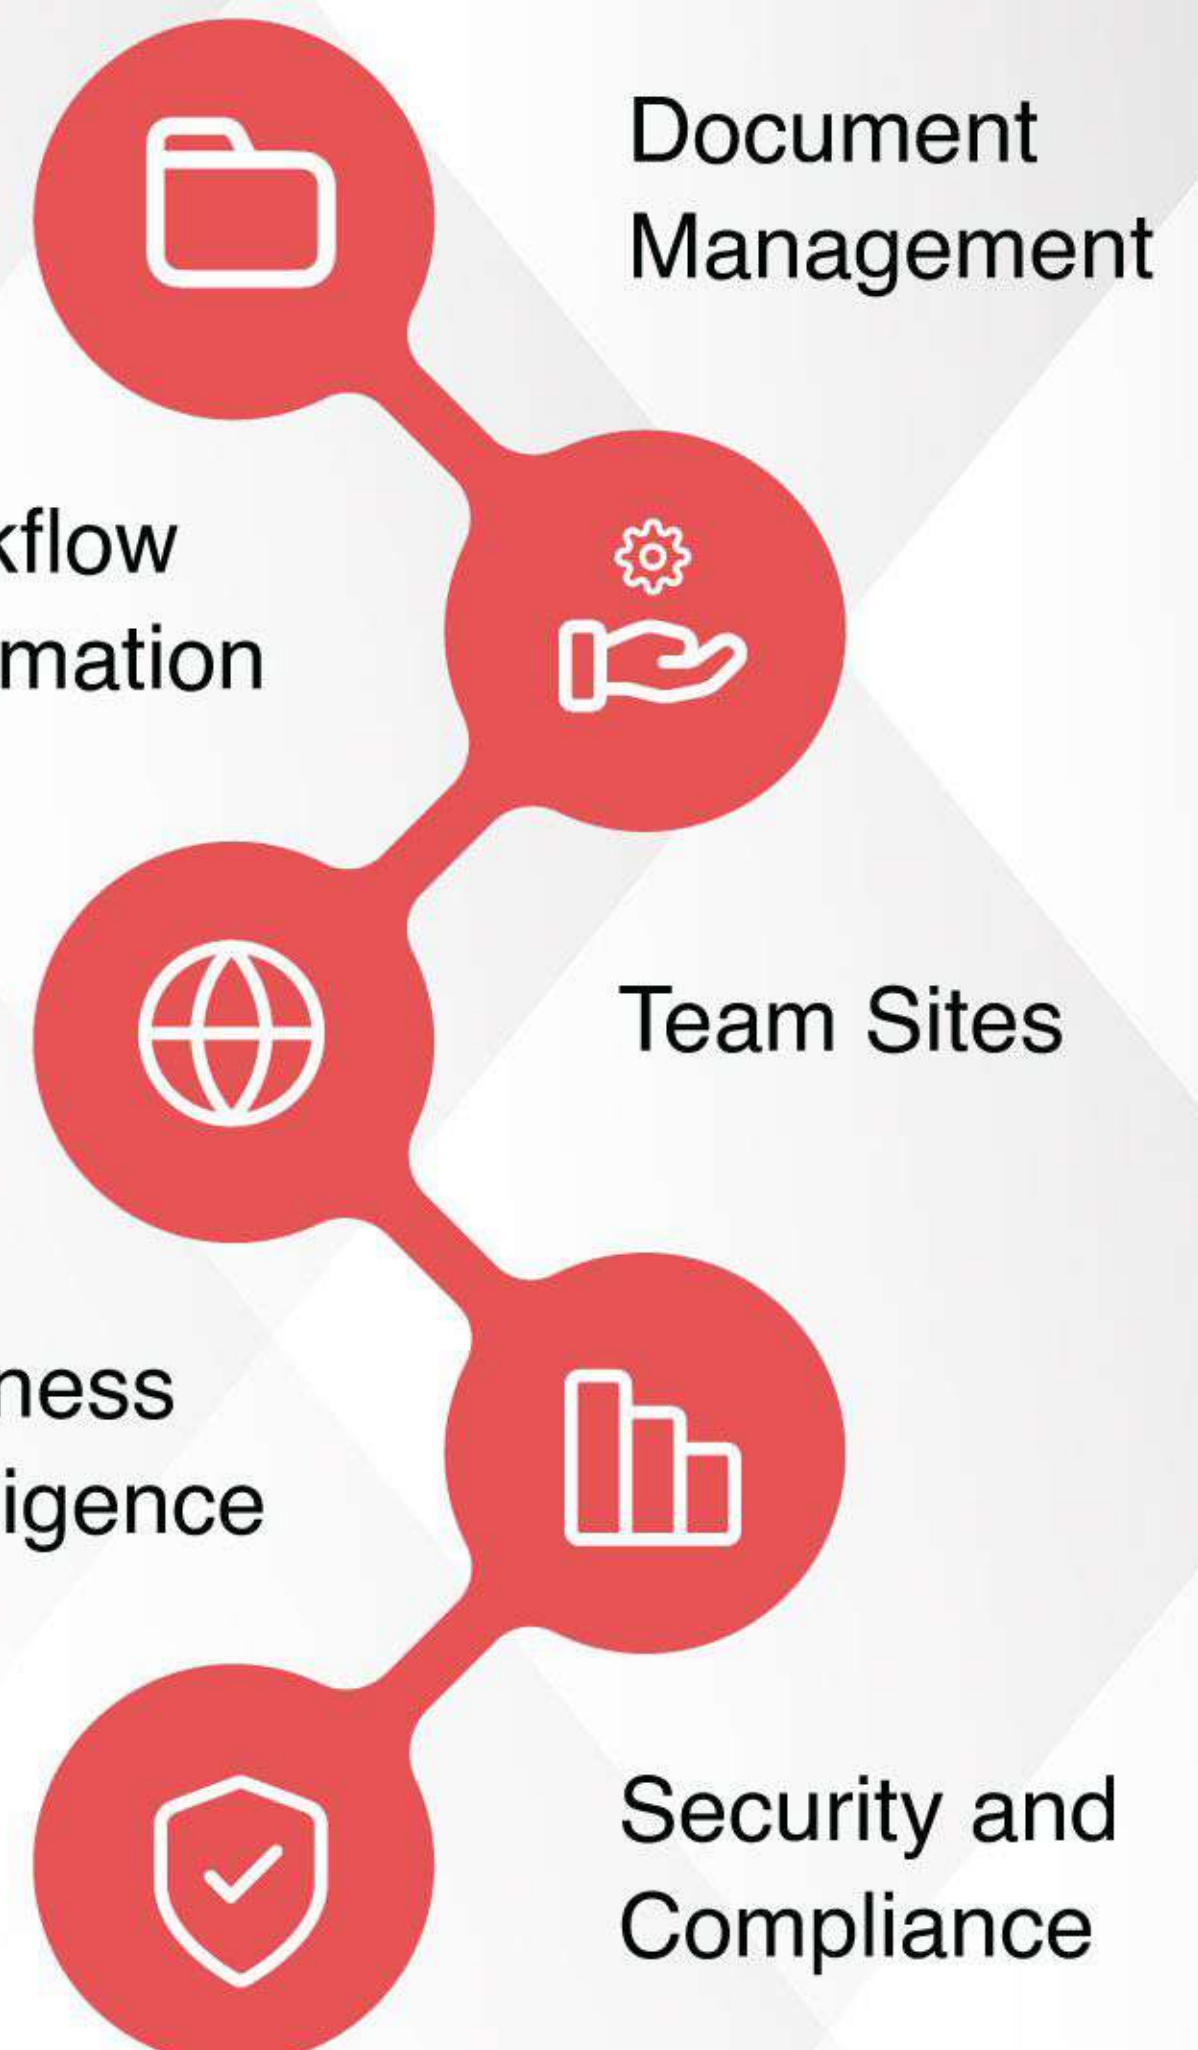 Document
Management
kflow
mation
Team Sites
ness
igence
Security and
Compliance